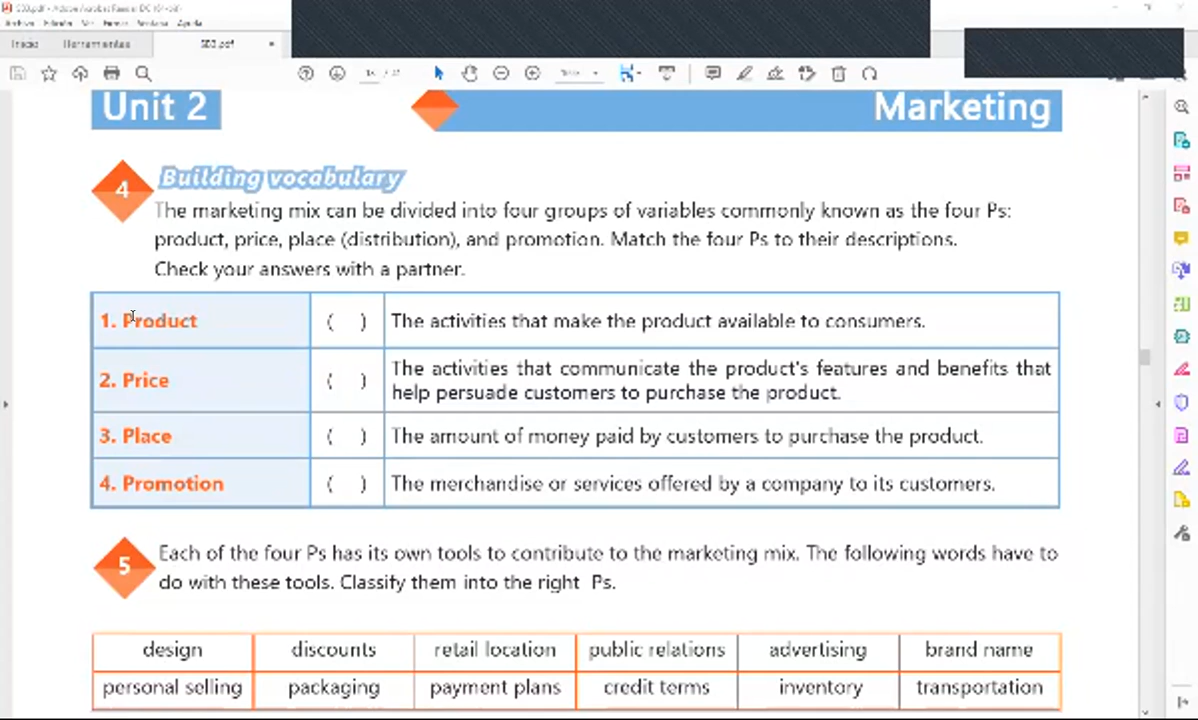 Inicio Herramientas S03.pdf
Unit 2 Marketing
4 Building vocabulary
The marketing mix can be divided into four groups of variables commonly known as the four Ps:
product, price, place (distribution), and promotion. Match the four Ps to their descriptions.
Check your answers with a partner.
1. Product ( ) The activities that make the product available to consumers.
2. Price ( ) The activities that communicate the product's features and benefits that
help persuade customers to purchase the product.
3. Place ( ) The amount of money paid by customers to purchase the product.
4. Promotion ( ) The merchandise or services offered by a company to its customers.
5 Each of the four Ps has its own tools to contribute to the marketing mix. The following words have to
do with these tools. Classify them into the right Ps.
design discounts retail location public relations advertising brand name
personal selling packaging payment plans credit terms inventory transportation